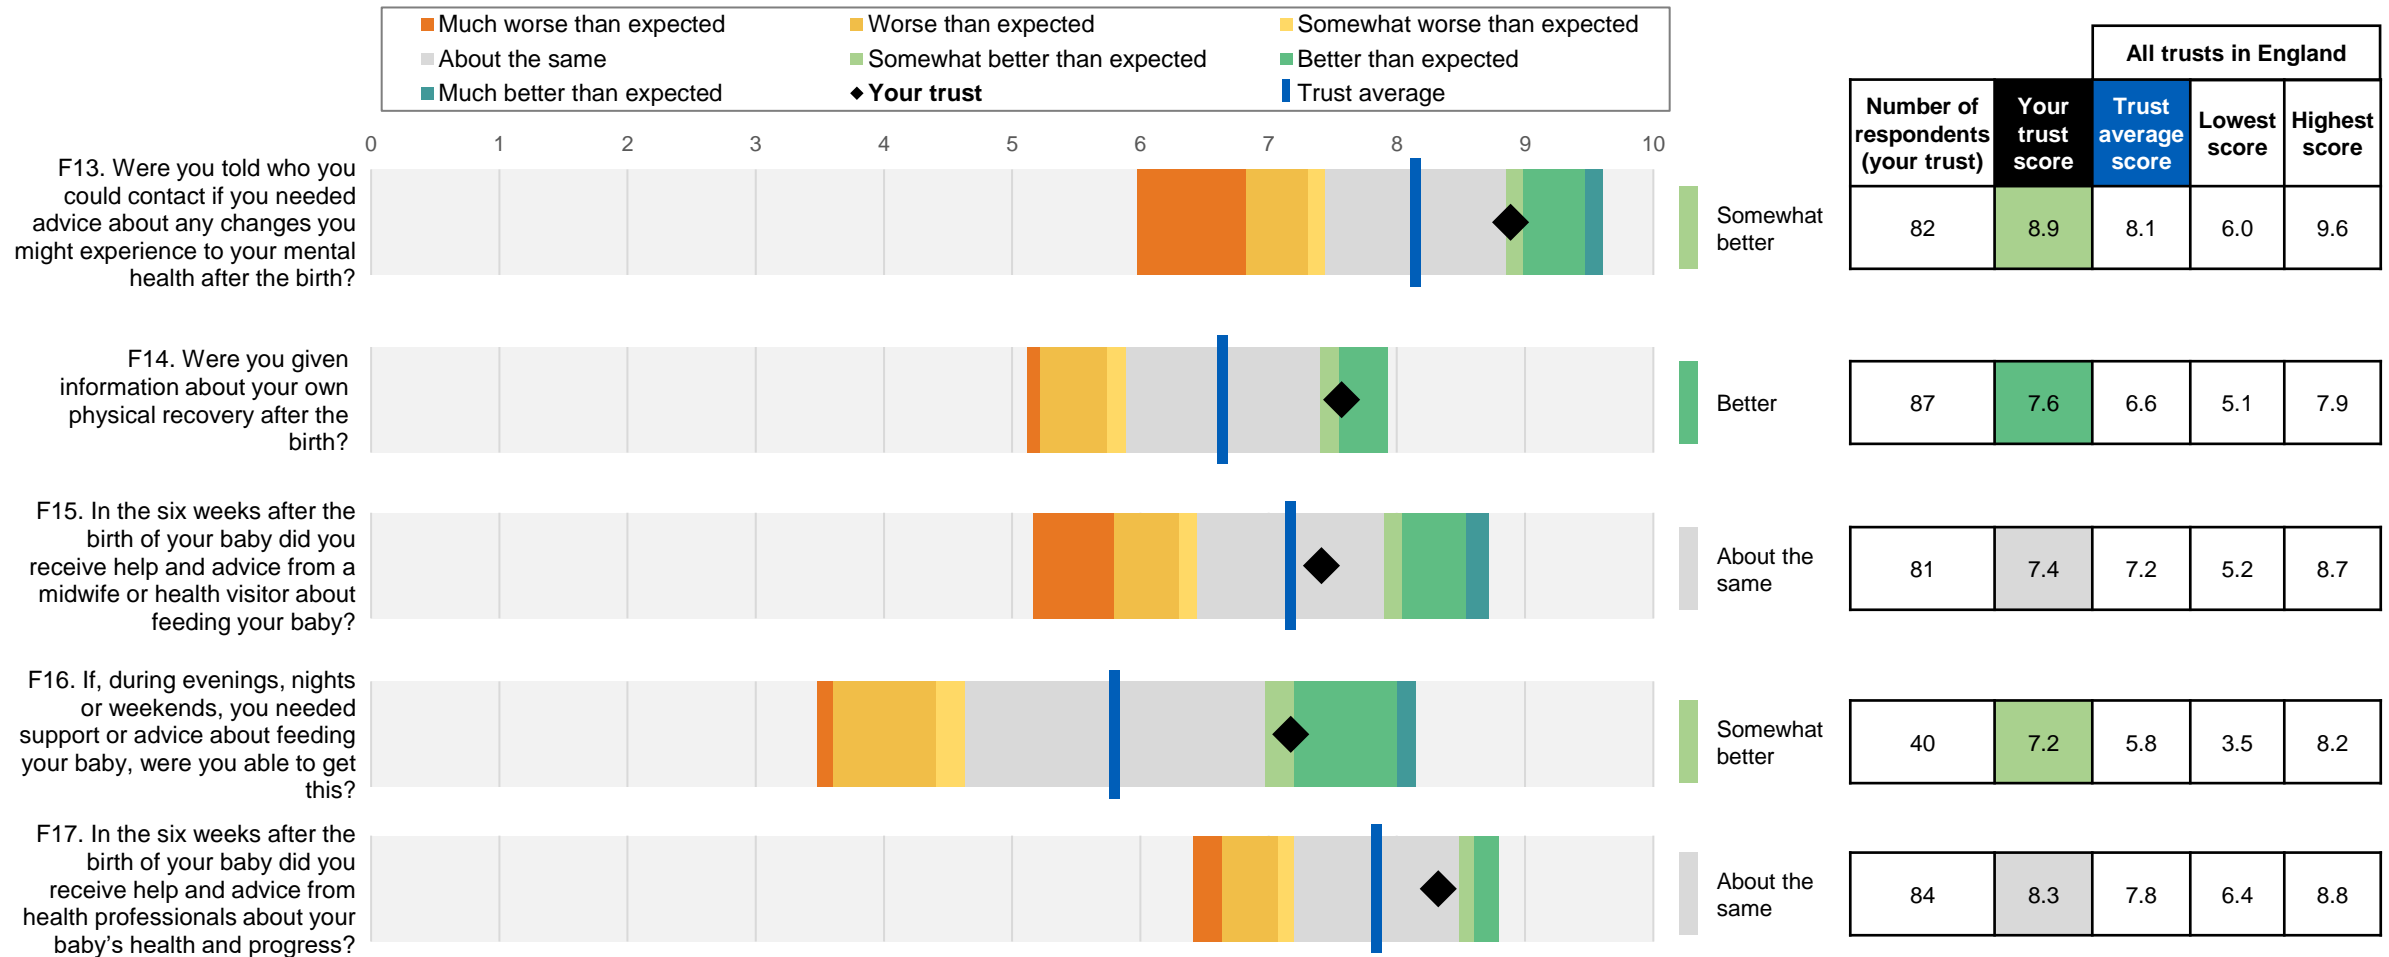 Much worse than expected
Worse than expected
Somewhat worse than expected
About the same
Somewhat better than expected
Better than expected
Much better than expected
Your trust
Trust average
All trusts in England
Number of
respondents
(your trust)
Your
trust
score
Trust
average
score
Lowest
score
Highest
score
0 1 2 3 4 5 6 7 8 9 10
F13. Were you told who you
could contact if you needed
advice about any changes you
might experience to your mental
health after the birth?
Somewhat
better
82 8.9 8.1 6.0 9.6
F14. Were you given
information about your own
physical recovery after the
birth?
Better
87 7.6 6.6 5.1 7.9
F15. In the six weeks after the
birth of your baby did you
receive help and advice from a
midwife or health visitor about
feeding your baby?
About the
same
81 7.4 7.2 5.2 8.7
F16. If, during evenings, nights
or weekends, you needed
support or advice about feeding
your baby, were you able to get
this?
Somewhat
better
40 7.2 5.8 3.5 8.2
F17. In the six weeks after the
birth of your baby did you
receive help and advice from
health professionals about your
baby’s health and progress?
About the
same
84 8.3 7.8 6.4 8.8